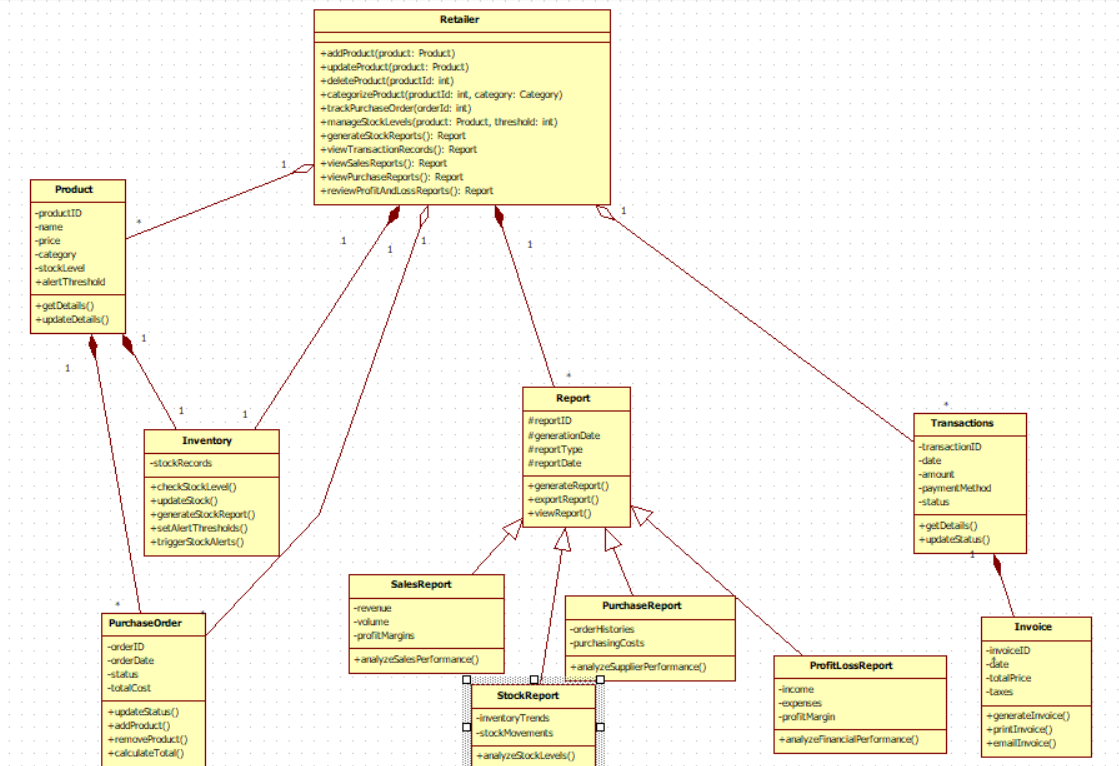 Retailer
+addProduct(product: Product)
+updateProduct(product: Product)
+deleteProduct(productId: int)
+categorizeProduct(productId: int, category: Category)
+trackPurchaseOrder(orderId: int)
+manageStockLevels(product: Product, threshold: int)
+generateStockReports(): Report
+viewTransactionRecords(): Report
+viewSalesReports(): Report
+viewPurchaseReports(): Report
+reviewProfitAndLossReports(): Report
1
*
1
1
1
1
1
Product
-productID
-name
-price
-category
-stockLevel
+alertThreshold
+getDetails()
+updateDetails()
1
1
1
1
*
*
Inventory
-stockRecords
+checkStockLevel()
+updateStock()
+generateStockReport()
+setAlertThresholds()
+triggerStockAlerts()
*
Report
#reportID
#generationDate
#reportType
#reportDate
+generateReport()
+exportReport()
+viewReport()
*
Transactions
-transactionID
-date
-amount
-paymentMethod
-status
+getDetails()
+updateStatus()
1
PurchaseOrder
-orderID
-orderDate
-status
-totalCost
+updateStatus()
+addProduct()
+removeProduct()
+calculateTotal()
SalesReport
-revenue
-volume
-profitMargins
+analyzeSalesPerformance()
PurchaseReport
-orderHistories
-purchasingCosts
+analyzeSupplierPerformance()
StockReport
-inventoryTrends
-stockMovements
+analyzeStockLevels()
ProfitLossReport
-income
-expenses
-profitMargin
+analyzeFinancialPerformance()
Invoice
-invoiceID
-date
-totalPrice
-taxes
+generateInvoice()
+printInvoice()
+emailInvoice()